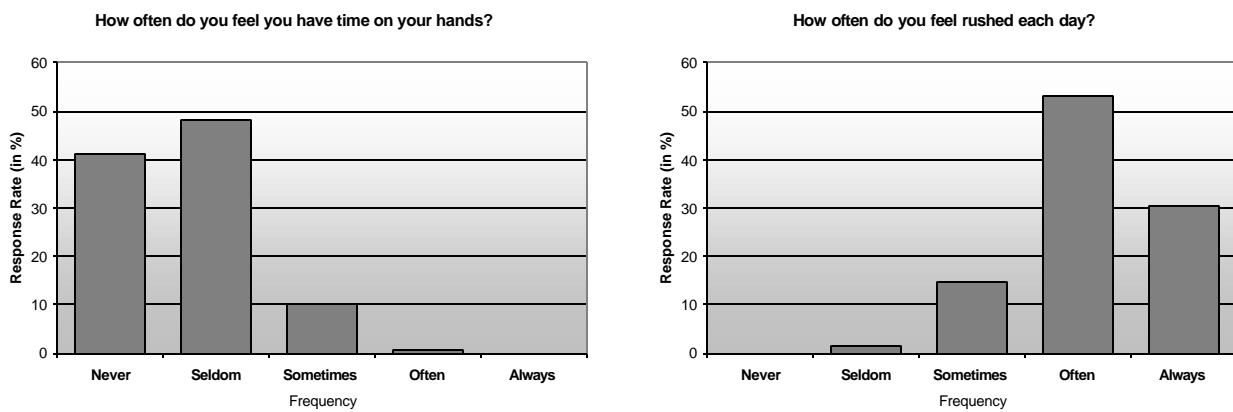 How often do you feel you have time on your hands?
60
50
40
30
20
10
0
Response Rate (in %)
Never Seldom Sometimes Often Always
Frequency
How often do you feel rushed each day?
60
50
40
30
20
10
0
Response Rate (in %)
Never Seldom Sometimes Often Always
Frequency